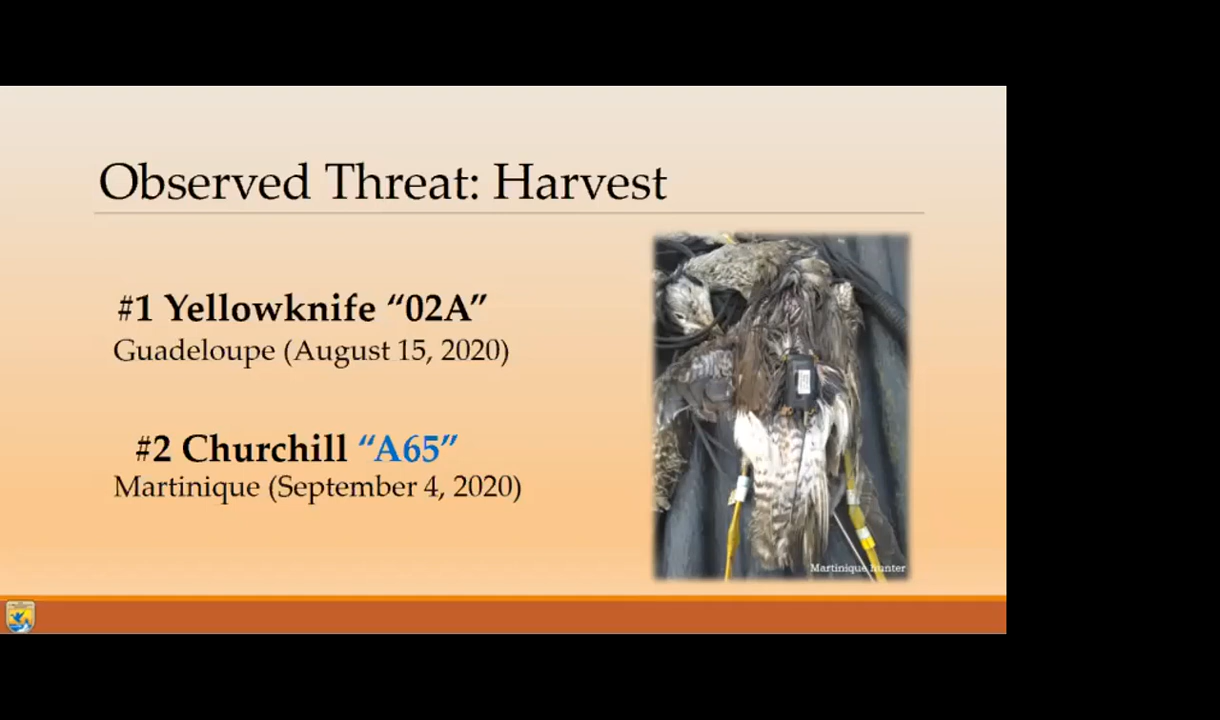 Observed Threat: Harvest
#1 Yellowknife “02A”
Guadeloupe (August 15, 2020)
#2 Churchill “A65”
Martinique (September 4, 2020)
Martinique hunter